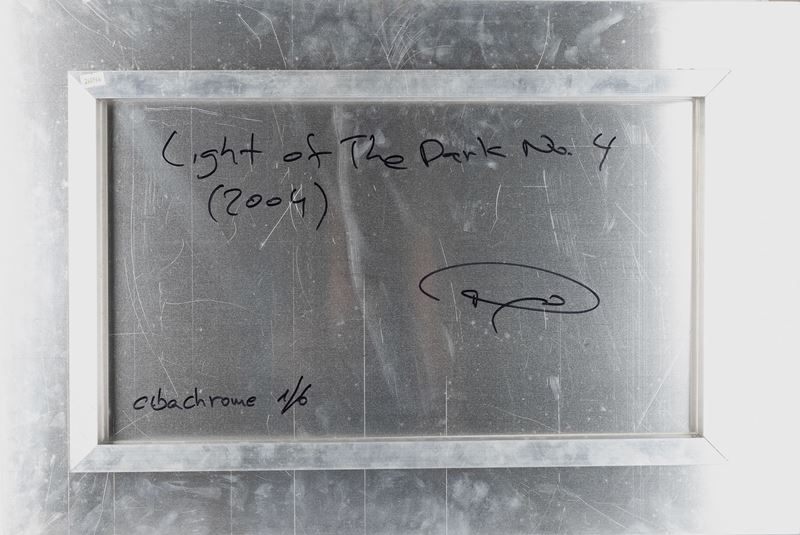 Light of The Dark No. 4
(2004)
cibachrome 1/6